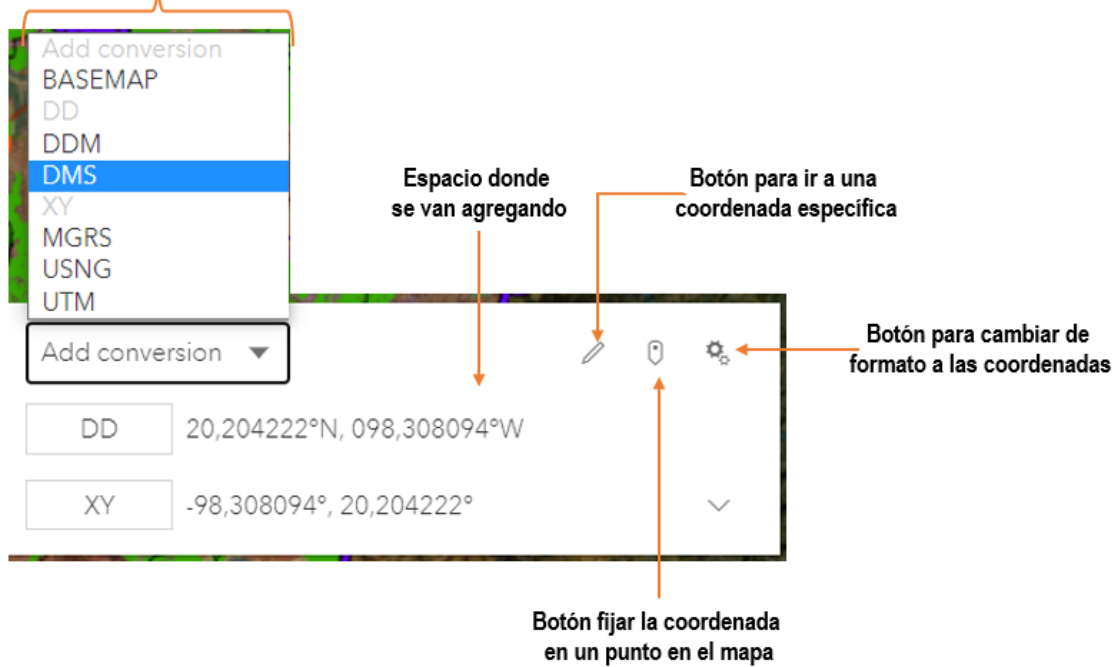 Add conversion
BASEMAP
DD
DDM
DMS
XY
MGRS
USNG
UTM
Espacio donde
se van agregando
Botón para ir a una
coordenada específica
Add conversion
Botón para cambiar de
formato a las coordenadas
DD
20,204222°N, 098,308094°W
XY
-98,308094°, 20,204222°
Botón fijar la coordenada
en un punto en el mapa